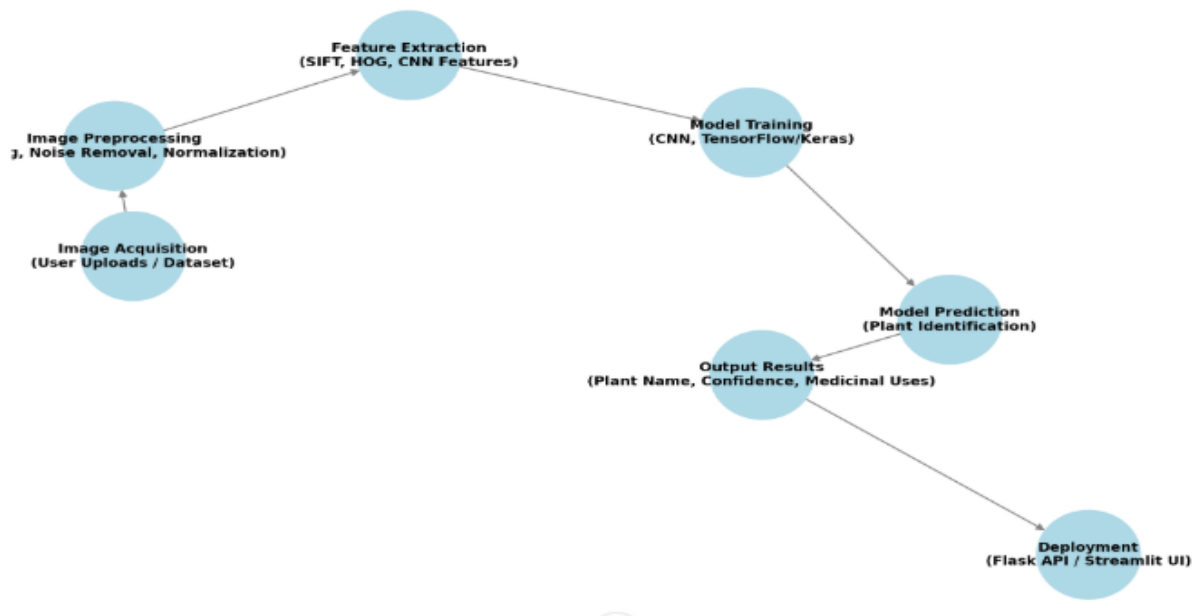 Image Acquisition
(User Uploads / Dataset)
Image Preprocessing
, Noise Removal, Normalization)
Feature Extraction
(SIFT, HOG, CNN Features)
Model Training
(CNN, TensorFlow/Keras)
Model Prediction
(Plant Identification)
Output Results
(Plant Name, Confidence, Medicinal Uses)
Deployment
(Flask API / Streamlit UI)